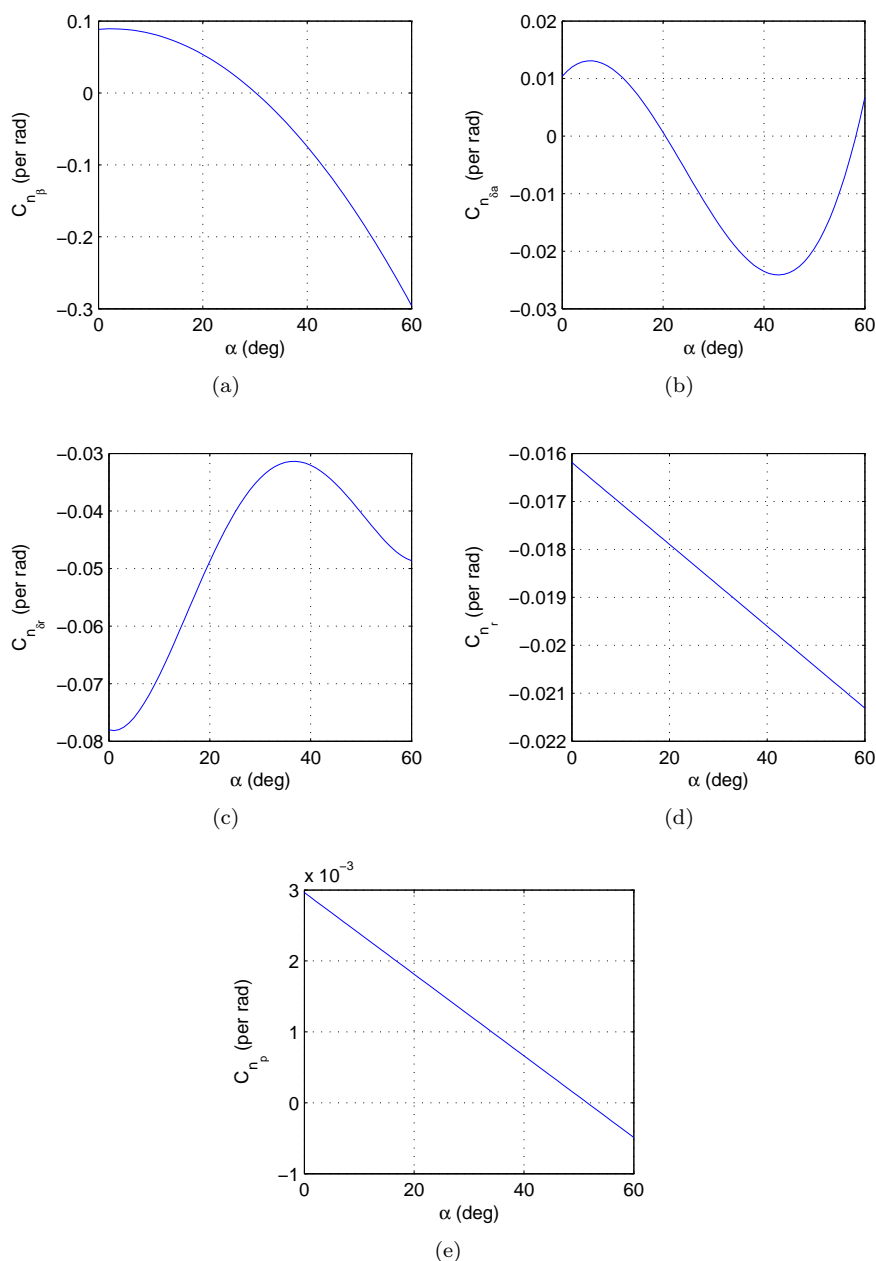 0.1
0
−0.1
−0.2
−0.3
0 20 40 60
α (deg)
C_{n_β} (per rad)
(a)
0.02
0.01
0
−0.01
−0.02
−0.03
0 20 40 60
α (deg)
C_{n_{δa}} (per rad)
(b)
−0.03
−0.04
−0.05
−0.06
−0.07
−0.08
0 20 40 60
α (deg)
C_{n_{δr}} (per rad)
(c)
−0.016
−0.017
−0.018
−0.019
−0.02
−0.021
−0.022
0 20 40 60
α (deg)
C_{n_r} (per rad)
(d)
x 10^{−3}
3
2
1
0
−1
0 20 40 60
α (deg)
C_{n_p} (per rad)
(e)